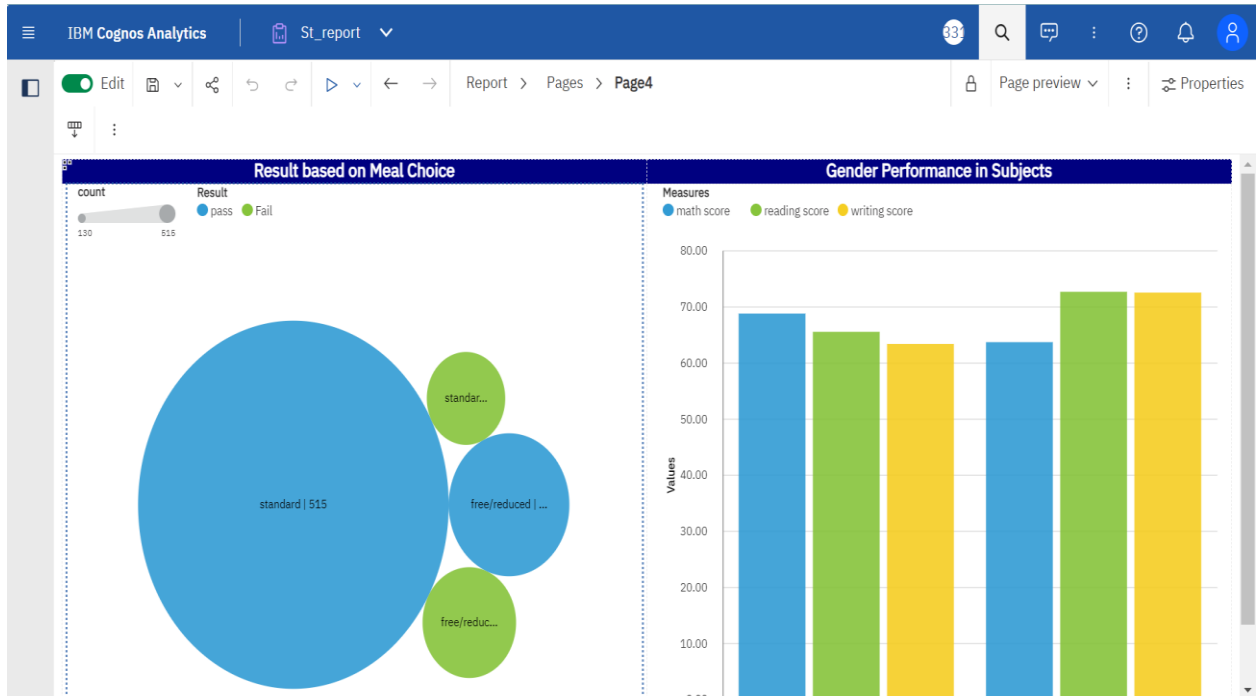 IBM Cognos Analytics
St_report
331
Edit
Report > Pages > Page4
Page preview
Properties
Result based on Meal Choice
Gender Performance in Subjects
count
130
515
Result
pass
Fail
standard | 515
standar...
free/reduced | ...
free/reduc...
Measures
math score
reading score
writing score
Values
80.00
70.00
60.00
50.00
40.00
30.00
20.00
10.00